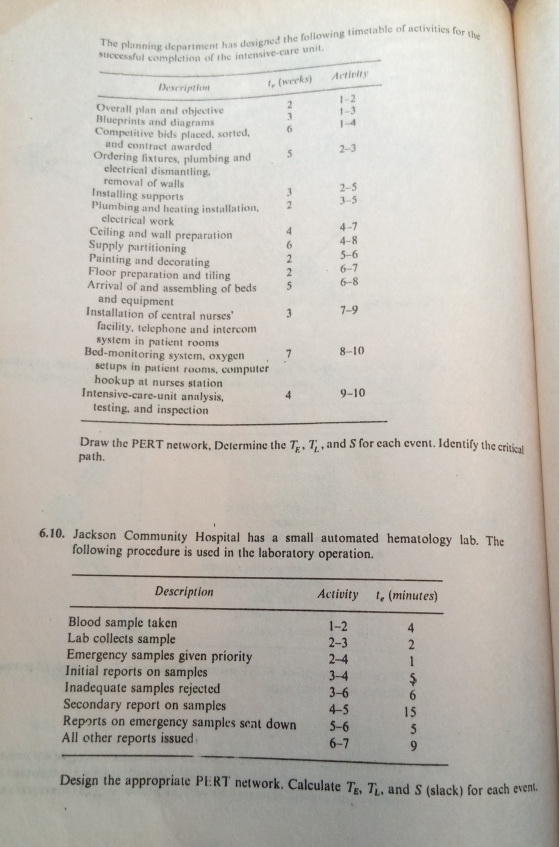 The planning department has designed the following timetable of activities for the
successful completion of the intensive-care unit.
Description tₑ (weeks) Activity
Overall plan and objective 2 1–2
Blueprints and diagrams 3 1–3
Competitive bids placed, sorted, 6 1–4
and contract awarded
Ordering fixtures, plumbing and 5 2–3
electrical dismantling,
removal of walls
Installing supports 3 2–5
Plumbing and heating installation, 2 3–5
electrical work
Ceiling and wall preparation 4 4–7
Supply partitioning 6 4–8
Painting and decorating 2 5–6
Floor preparation and tiling 2 6–7
Arrival of and assembling of beds 5 6–8
and equipment
Installation of central nurses' 3 7–9
facility, telephone and intercom
system in patient rooms
Bed-monitoring system, oxygen 7 8–10
setups in patient rooms, computer
hookup at nurses station
Intensive-care-unit analysis, 4 9–10
testing, and inspection
Draw the PERT network, Determine the T_E, T_L, and S for each event. Identify the critical
path.
6.10. Jackson Community Hospital has a small automated hematology lab. The
following procedure is used in the laboratory operation.
Description Activity tₑ (minutes)
Blood sample taken 1–2 4
Lab collects sample 2–3 2
Emergency samples given priority 2–4 1
Initial reports on samples 3–4 5
Inadequate samples rejected 3–6 6
Secondary report on samples 4–5 15
Reports on emergency samples sent down 5–6 5
All other reports issued 6–7 9
Design the appropriate PERT network. Calculate T_E, T_L, and S (slack) for each event.